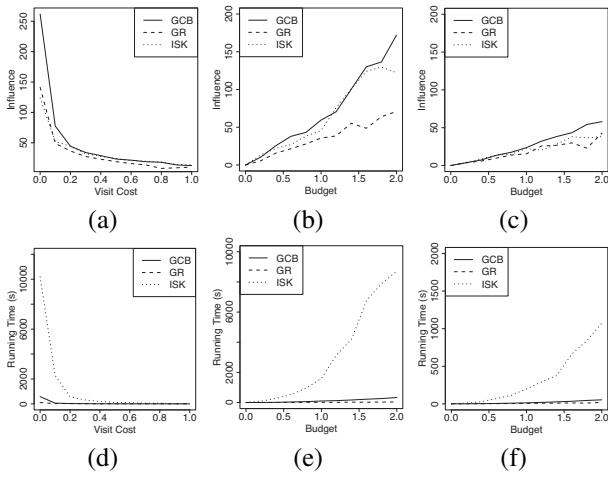 Influence
50 100 150 200 250
GCB
GR
ISK
0.0 0.2 0.4 0.6 0.8 1.0
Visit Cost
(a)
Influence
0 50 100 150 200
GCB
GR
ISK
0.0 0.5 1.0 1.5 2.0
Budget
(b)
Influence
0 50 100 150 200
GCB
GR
ISK
0.0 0.5 1.0 1.5 2.0
Budget
(c)
Running Time (s)
0 2000 6000 10000
GCB
GR
ISK
0.0 0.2 0.4 0.6 0.8 1.0
Visit Cost
(d)
Running Time (s)
0 2000 4000 6000 8000 10000
GCB
GR
ISK
0.0 0.5 1.0 1.5 2.0
Budget
(e)
Running Time (s)
0 500 1000 1500 2000
GCB
GR
ISK
0.0 0.5 1.0 1.5 2.0
Budget
(f)